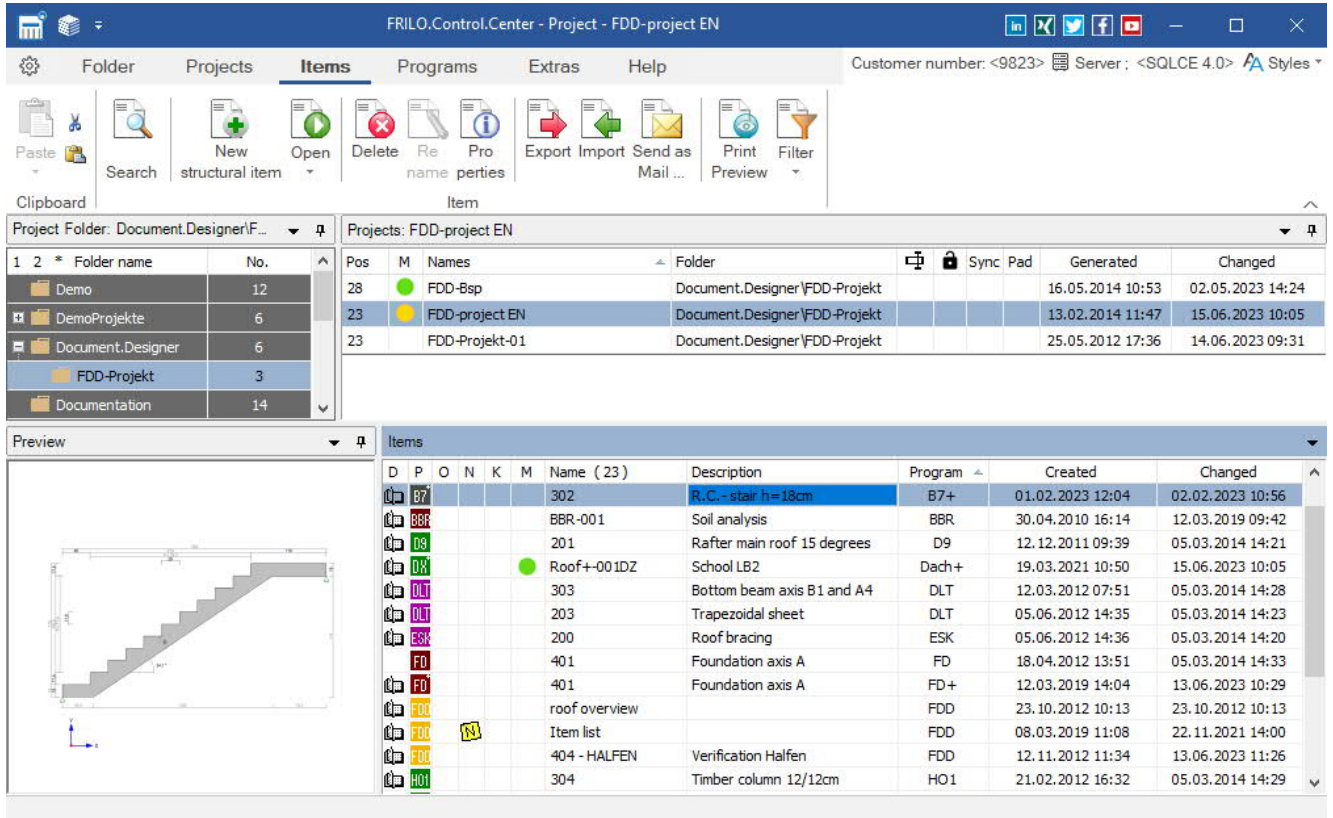 FRILO.Control.Center - Project - FDD-project EN
Folder Projects Items Programs Extras Help Customer number: <9823> Server ; <SQLCE 4.0> Styles
Paste Search New structural item Open Delete Re name Pro perties Export Import Send as Mail ... Print Preview Filter
Clipboard Item
Project Folder: Document.Designer\F... Projects: FDD-project EN
1 2 * Folder name No.
Demo 12
DemoProjekte 6
Document.Designer 6
FDD-Projekt 3
Documentation 14
Pos M Names Folder Sync Pad Generated Changed
28 FDD-Bsp Document.Designer\FDD-Projekt 16.05.2014 10:53 02.05.2023 14:24
23 FDD-project EN Document.Designer\FDD-Projekt 13.02.2014 11:47 15.06.2023 10:05
23 FDD-Projekt-01 Document.Designer\FDD-Projekt 25.05.2012 17:36 14.06.2023 09:31
Preview Items
D P O N K M Name (23) Description Program Created Changed
B7 302 R.C.- stair h=18cm B7+ 01.02.2023 12:04 02.02.2023 10:56
BBR BBR-001 Soil analysis BBR 30.04.2010 16:14 12.03.2019 09:42
D9 201 Rafter main roof 15 degrees D9 12.12.2011 09:39 05.03.2014 14:21
DX Roof+-001DZ School LB2 Dach+ 19.03.2021 10:50 15.06.2023 10:05
DLT 303 Bottom beam axis B1 and A4 DLT 12.03.2012 07:51 05.03.2014 14:28
DLT 203 Trapezoidal sheet DLT 05.06.2012 14:35 05.03.2014 14:23
ESK 200 Roof bracing ESK 05.06.2012 14:36 05.03.2014 14:20
FD 401 Foundation axis A FD 18.04.2012 13:51 05.03.2014 14:33
FD 401 Foundation axis A FD+ 12.03.2019 14:04 13.06.2023 10:29
FDD roof overview FDD 23.10.2012 10:13 23.10.2012 10:13
FDD N Item list FDD 08.03.2019 11:08 22.11.2021 14:00
FDD 404 - HALFEN Verification Halfen FDD 12.11.2012 11:34 13.06.2023 11:26
HO1 304 Timber column 12/12cm HO1 21.02.2012 16:32 05.03.2014 14:29